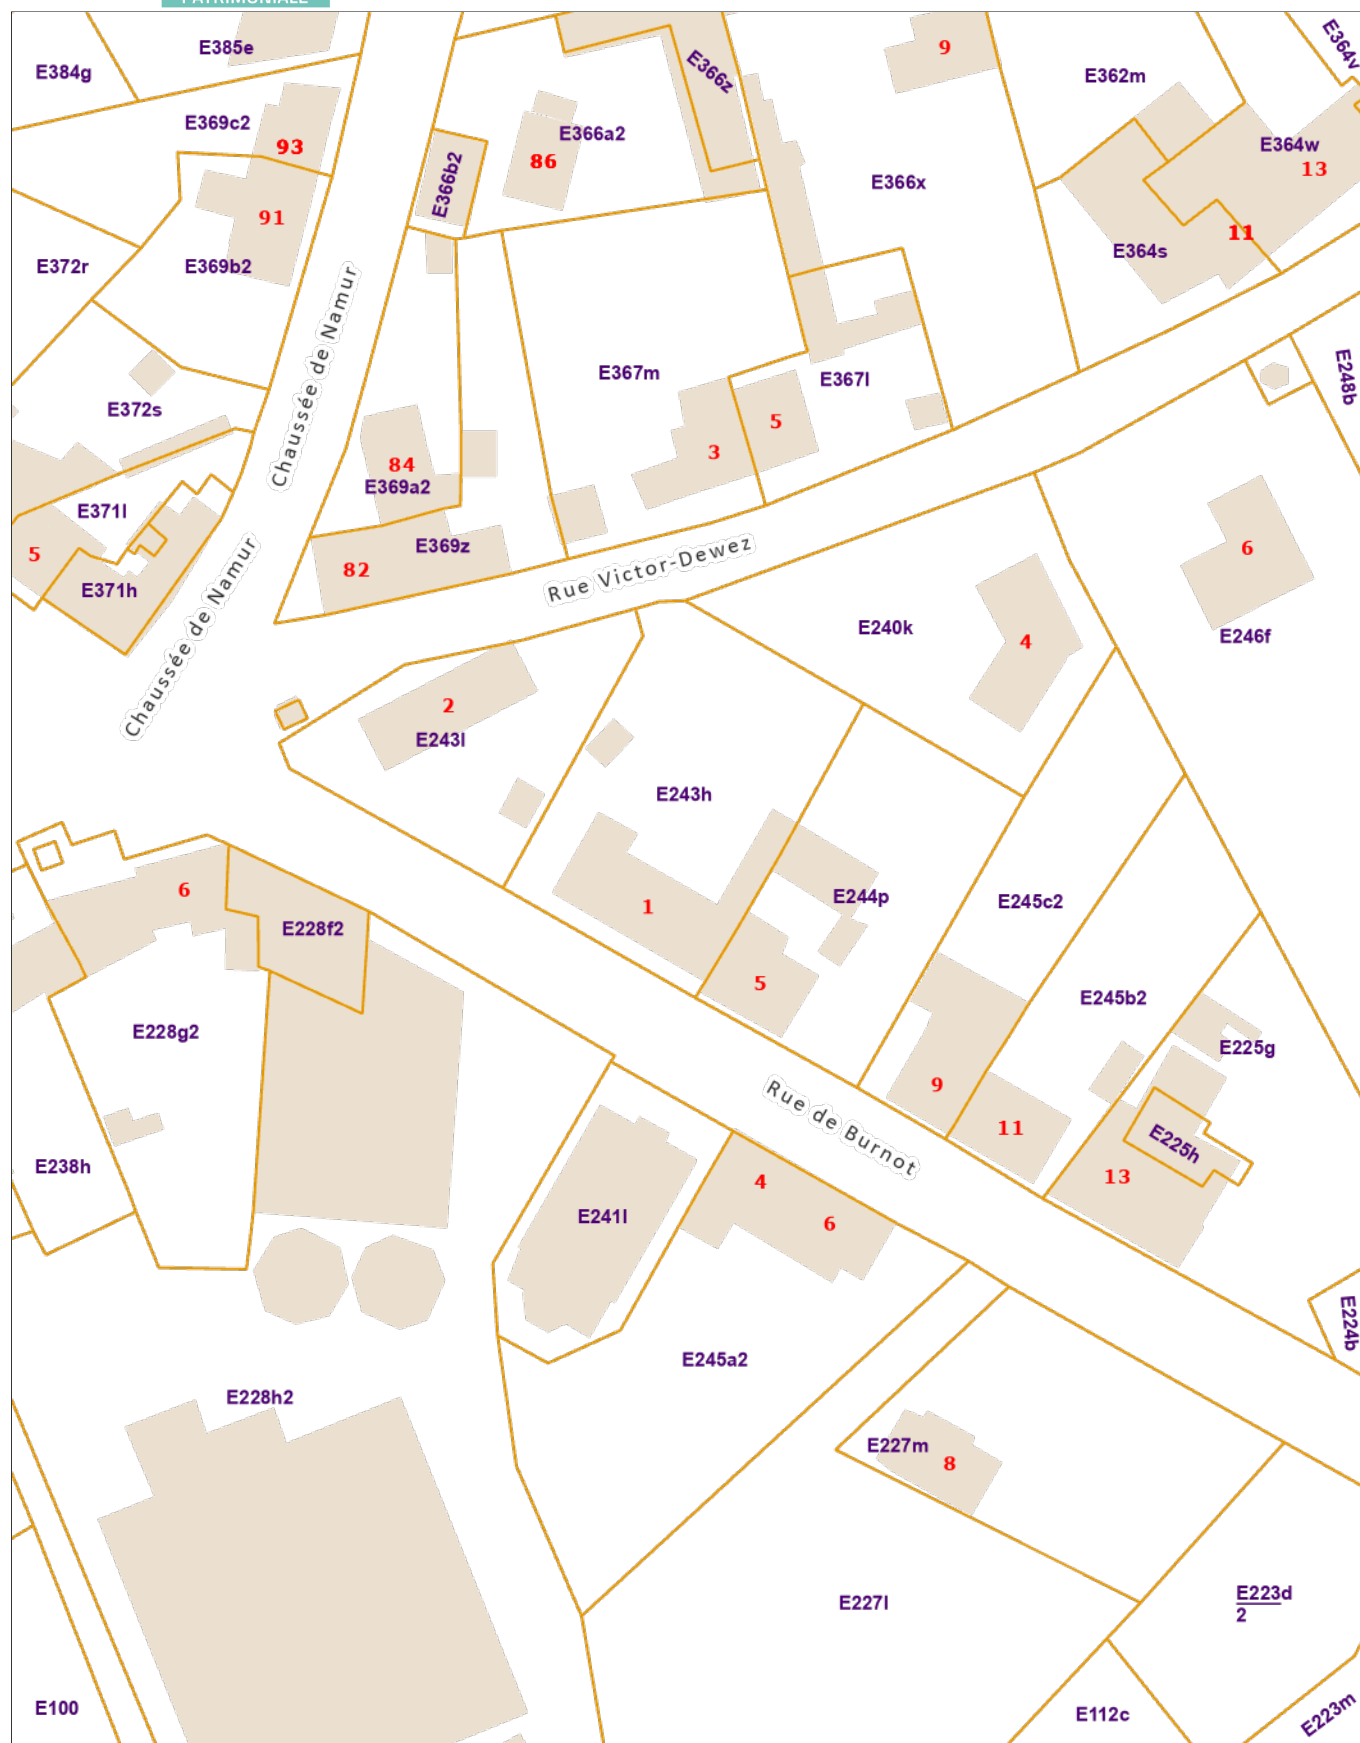 PATRIMONIALE
E385e
E384g
9
E364v
E366z
E362m
E369c2
E366a2
93
86
E364w
13
E366b2
E366x
91
11
E364s
E372r
E369b2
Chaussée de Namur
E248b
E367m
E367l
E372s
5
3
84
E369a2
E371l
5
E369z
82
E371h
6
Rue Victor-Dewez
Chaussée de Namur
E240k
4
E246f
2
E243l
E243h
6
E244p
E245c2
1
E228f2
5
E245b2
E228g2
E225g
9
Rue de Burnot
11
E225h
E238h
13
4
E241l
6
E224b
E245a2
E228h2
E227m
8
E227l
E223d
2
E100
E112c
E223m